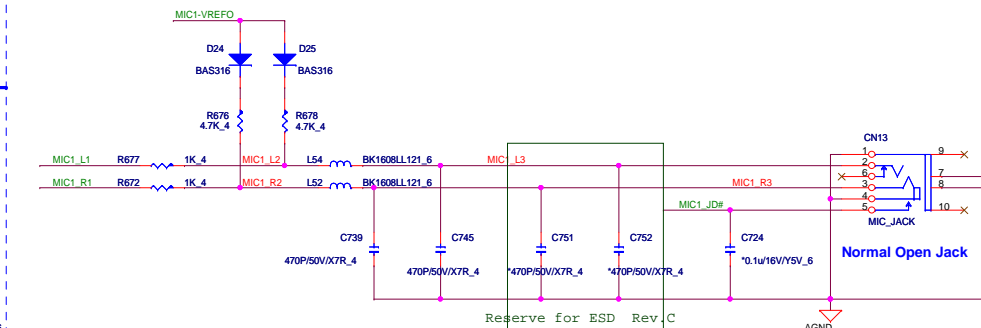 MIC1-VREFO
D24 D25
BAS316 BAS316
R676 R678
4.7K_4 4.7K_4
CN13
MIC1_L1 R677 1K_4 MIC1_L2 L54 BK1608LL121_6 MIC1_L3 1 9
2
6 7
MIC1_R1 R672 1K_4 MIC1_R2 L52 BK1608LL121_6 MIC1_R3 3 8
4
MIC1_JD# 5 10
MIC_JACK
C739 C745 C751 C752 C724
470P/50V/X7R_4 470P/50V/X7R_4 *470P/50V/X7R_4 *470P/50V/X7R_4 *0.1u/16V/Y5V_6
Normal Open Jack
Reserve for ESD Rev.C
AGND